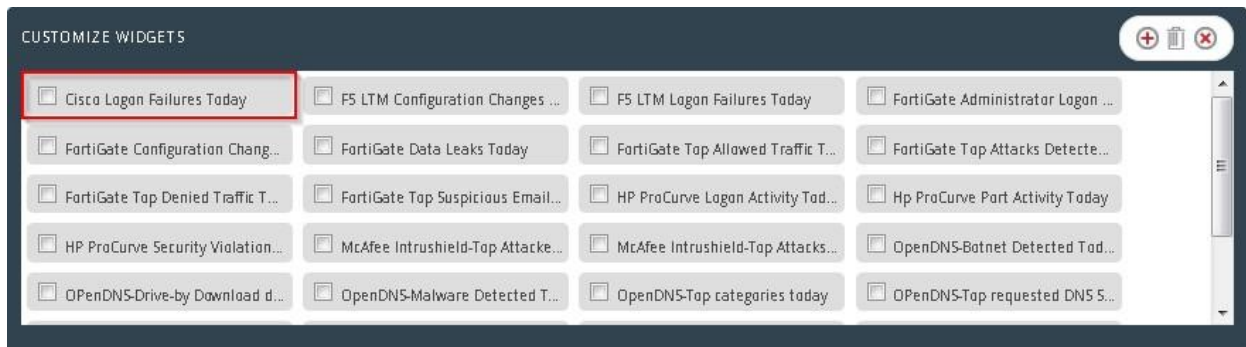 CUSTOMIZE WIDGETS
Cisco Logon Failures Today
F5 LTM Configuration Changes ...
F5 LTM Logon Failures Today
FortiGate Administrator Logon ...
FortiGate Configuration Chang...
FortiGate Data Leaks Today
FortiGate Top Allowed Traffic T...
FortiGate Top Attacks Detecte...
FortiGate Top Denied Traffic T...
FortiGate Top Suspicious Email...
HP ProCurve Logon Activity Tod...
Hp ProCurve Port Activity Today
HP ProCurve Security Violation...
McAfee Intrushield-Top Attacke...
McAfee Intrushield-Top Attacks...
OpenDNS-Botnet Detected Tod...
OPenDNS-Drive-by Download d...
OpenDNS-Malware Detected T...
OpenDNS-Top categories today
OPenDNS-Top requested DNS S...